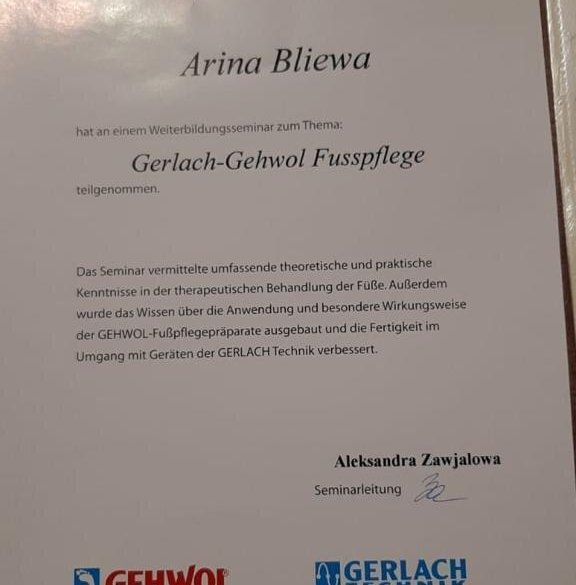 Arina Bliewa
hat an einem Weiterbildungsseminar zum Thema:
Gerlach-Gehwol Fusspflege
teilgenommen.
Das Seminar vermittelte umfassende theoretische und praktische
Kenntnisse in der therapeutischen Behandlung der Füße. Außerdem
wurde das Wissen über die Anwendung und besondere Wirkungsweise
der GEHWOL-Fußpflegepräparate ausgebaut und die Fertigkeit im
Umgang mit Geräten der GERLACH Technik verbessert.
Aleksandra Zawjalowa
Seminarleitung
GEHWOL®
GERLACH
TECHNIK